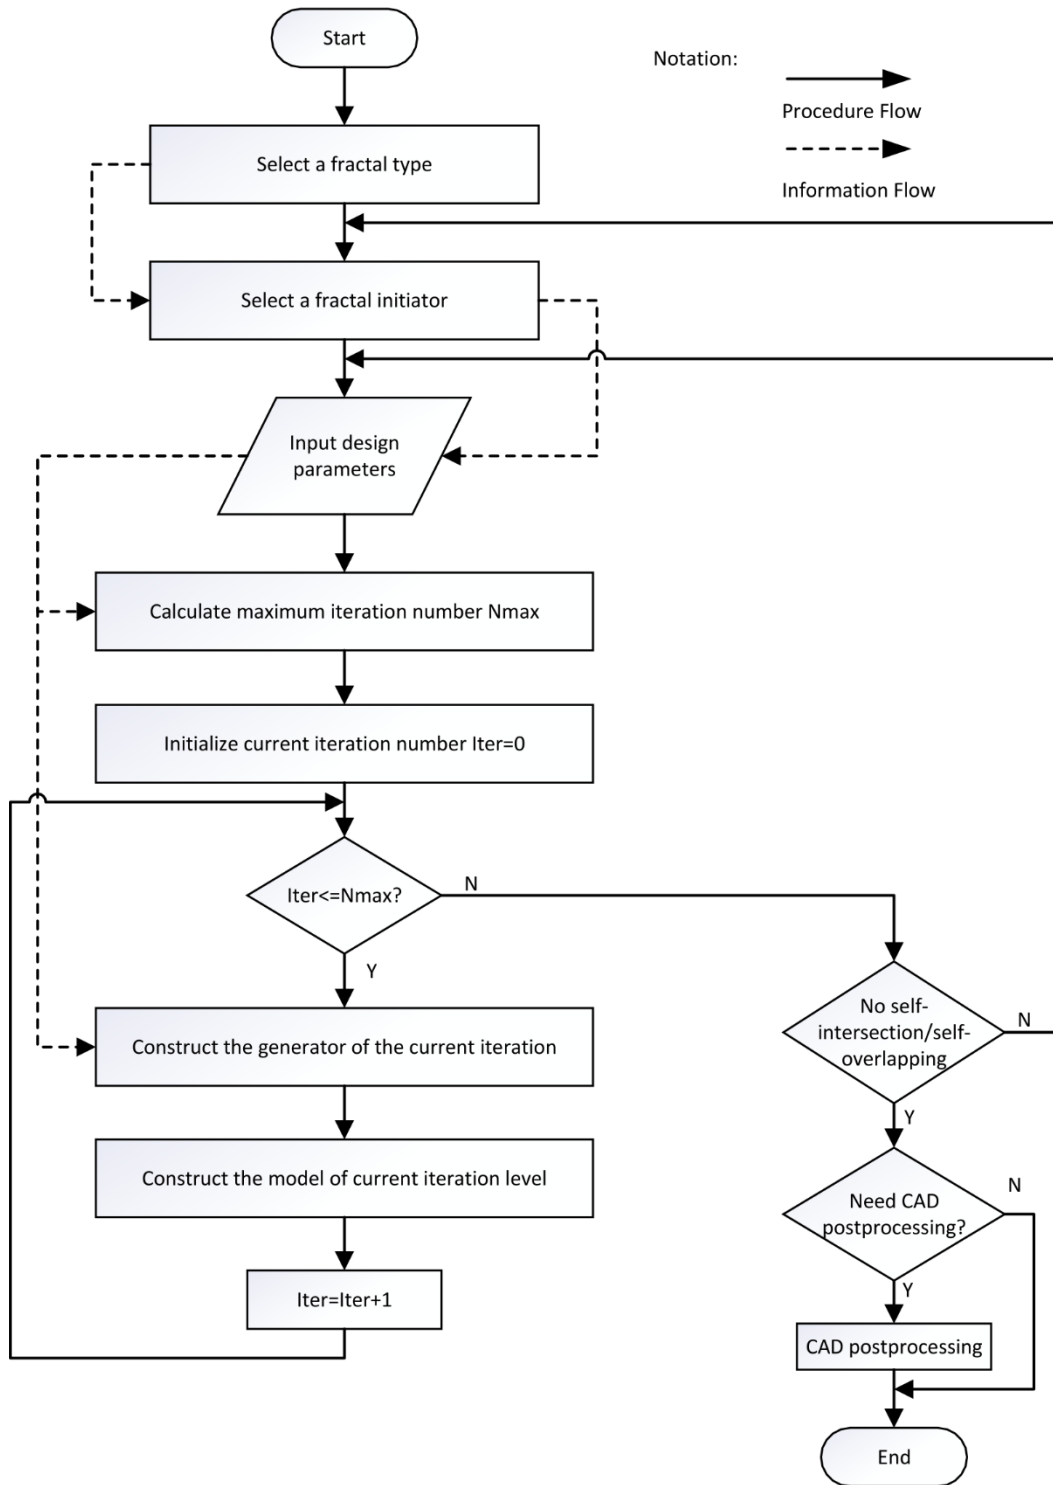 Start
Notation:
Procedure Flow
Information Flow
Select a fractal type
Select a fractal initiator
Input design
parameters
Calculate maximum iteration number Nmax
Initialize current iteration number Iter=0
Iter<=Nmax?
N
Y
Construct the generator of the current iteration
Construct the model of current iteration level
Iter=Iter+1
No self-
intersection/self-
overlapping
N
Y
Need CAD
postprocessing?
N
Y
CAD postprocessing
End